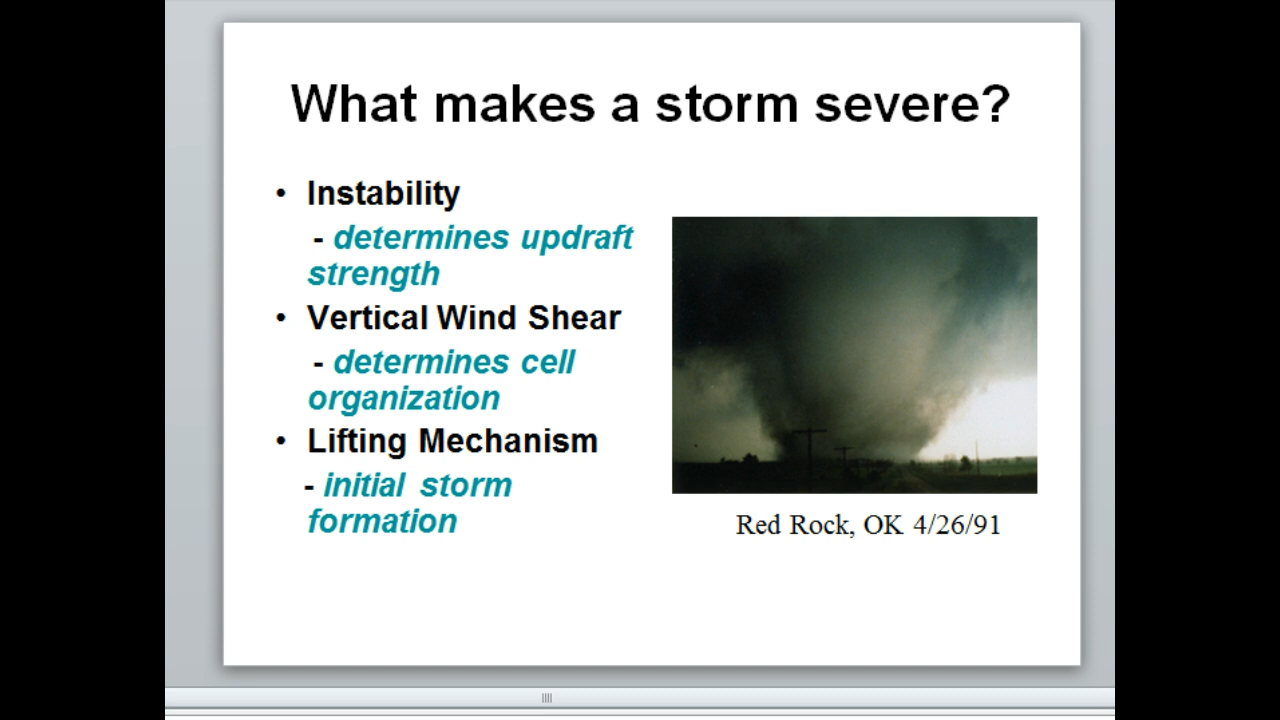 What makes a storm severe?
• Instability
- determines updraft
strength
• Vertical Wind Shear
- determines cell
organization
• Lifting Mechanism
- initial storm
formation
Red Rock, OK 4/26/91